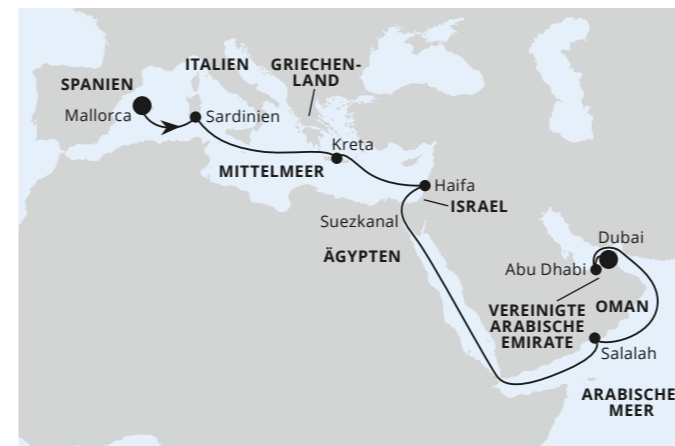 ITALIEN
GRIECHEN-
LAND
SPANIEN
Mallorca
Sardinien
Kreta
MITTELMEER
Haifa
ISRAEL
Suezkanal
ÄGYPTEN
Dubai
Abu Dhabi
VEREINIGTE
ARABISCHE
EMIRATE
OMAN
Salalah
ARABISCHE
MEER